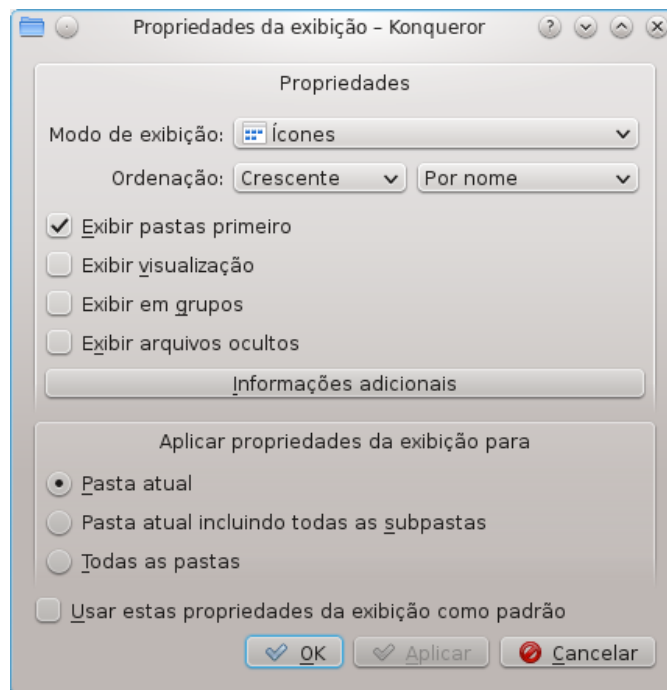 Propriedades da exibição – Konqueror
Propriedades
Modo de exibição: Ícones
Ordenação: Crescente Por nome
Exibir pastas primeiro
Exibir visualização
Exibir em grupos
Exibir arquivos ocultos
Informações adicionais
Aplicar propriedades da exibição para
Pasta atual
Pasta atual incluindo todas as subpastas
Todas as pastas
Usar estas propriedades da exibição como padrão
OK Aplicar Cancelar